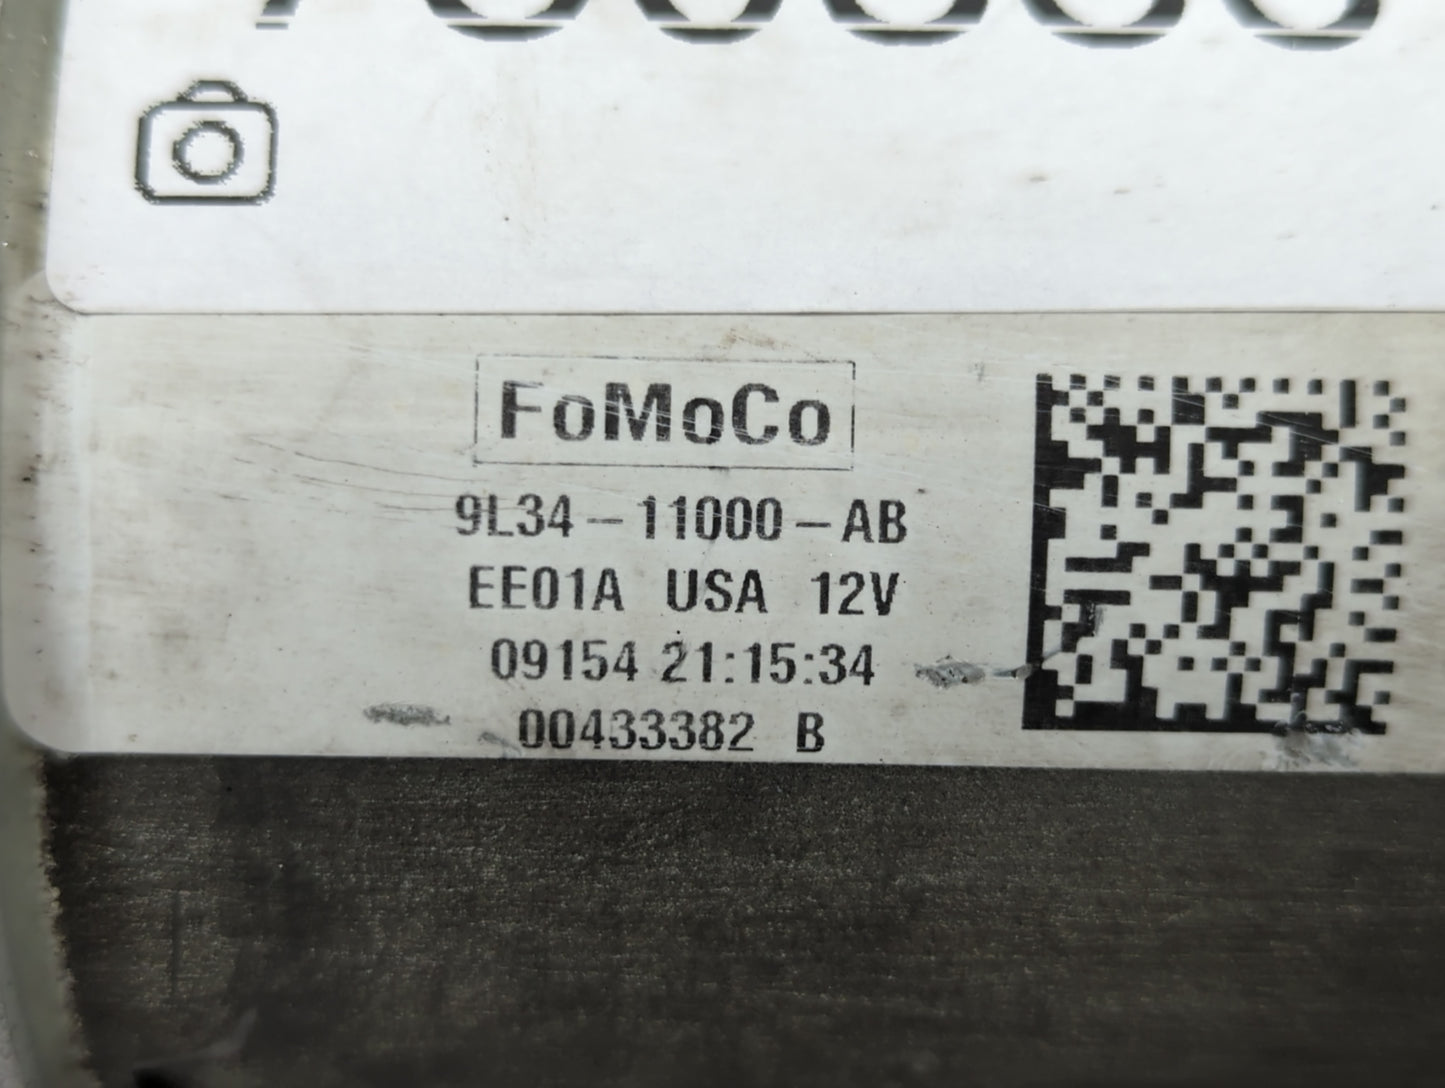 FoMoCo
9L34-11000-AB
EE01A USA 12V
09154 21:15:34
00433382 B